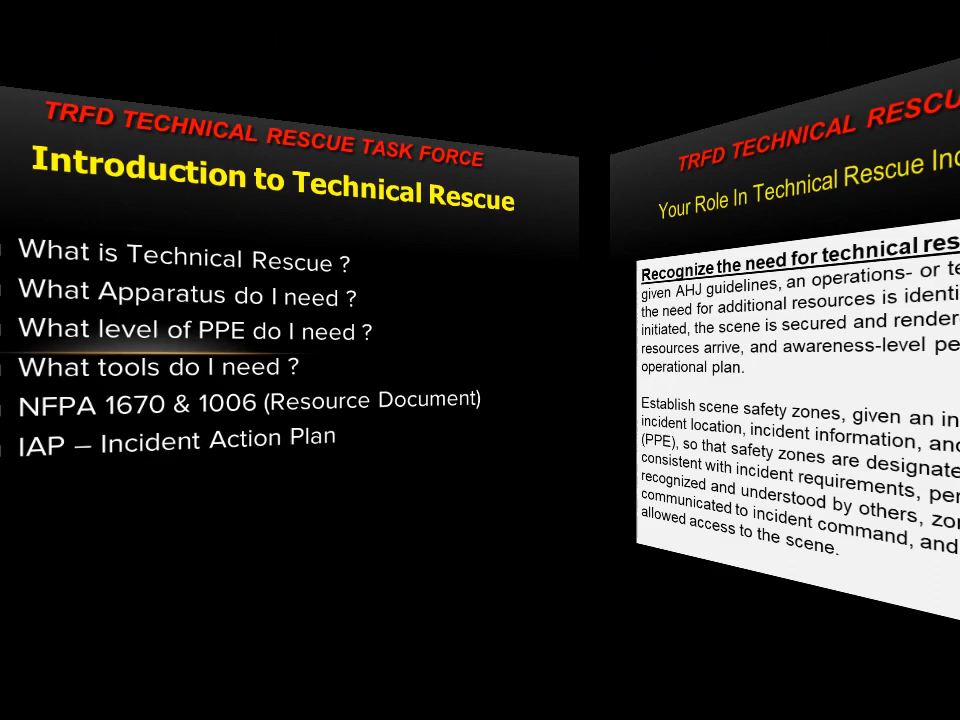 TRFD TECHNICAL RESCUE TASK FORCE
Introduction to Technical Rescue
What is Technical Rescue ?
What Apparatus do I need ?
What level of PPE do I need ?
What tools do I need ?
NFPA 1670 & 1006 (Resource Document)
IAP – Incident Action Plan
TRFD TECHNICAL
Your Role In Technical Rescue
Recognize the need for technical
given AHJ guidelines, an operations- or
the need for additional resources is
initiated, the scene is secured and
resources arrive, and awareness-level
operational plan.
Establish scene safety zones, given an
incident location, incident information,
(PPE), so that safety zones are
consistent with incident requirements,
recognized and understood by others,
communicated to incident command, and
allowed access to the scene.